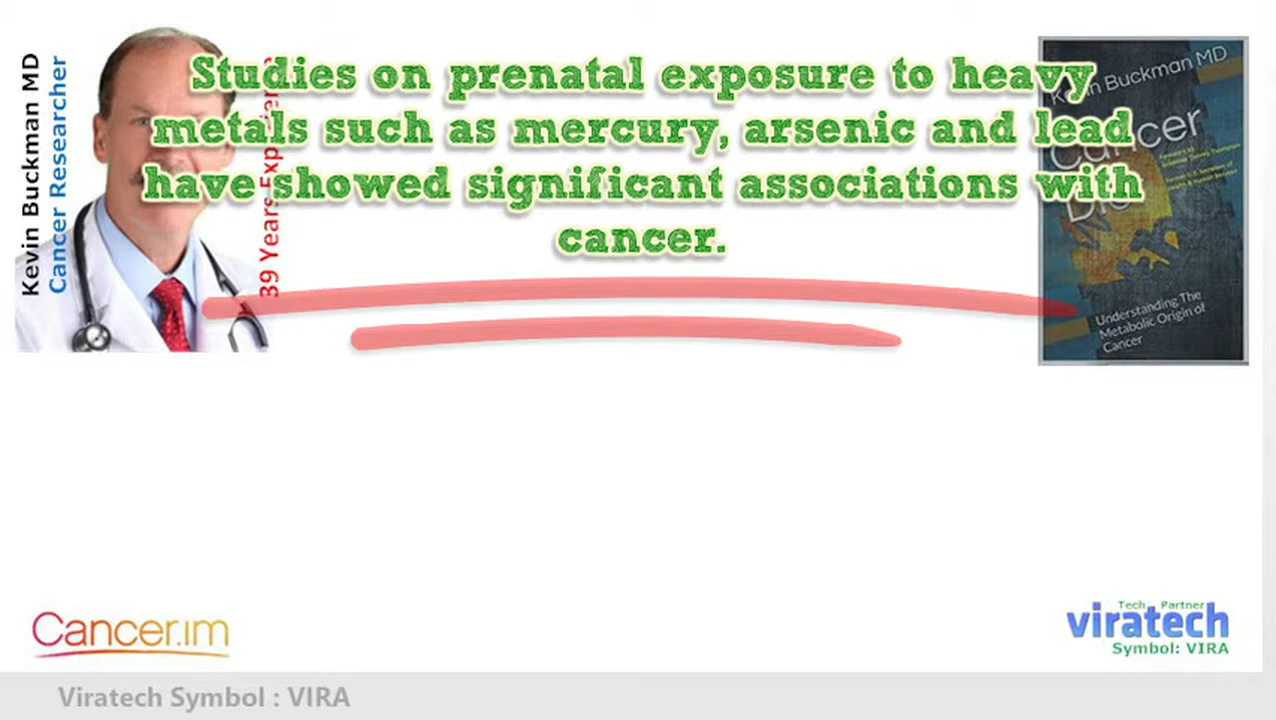 Kevin Buckman MD
Cancer Researcher
39 Years Experience
Studies on prenatal exposure to heavy
metals such as mercury, arsenic and lead
have showed significant associations with
cancer.
Kevin Buckman MD
Cancer
Understanding The
Metabolic Origin of
Cancer
Cancer.im
Tech Partner
viratech
Symbol: VIRA
Viratech Symbol : VIRA